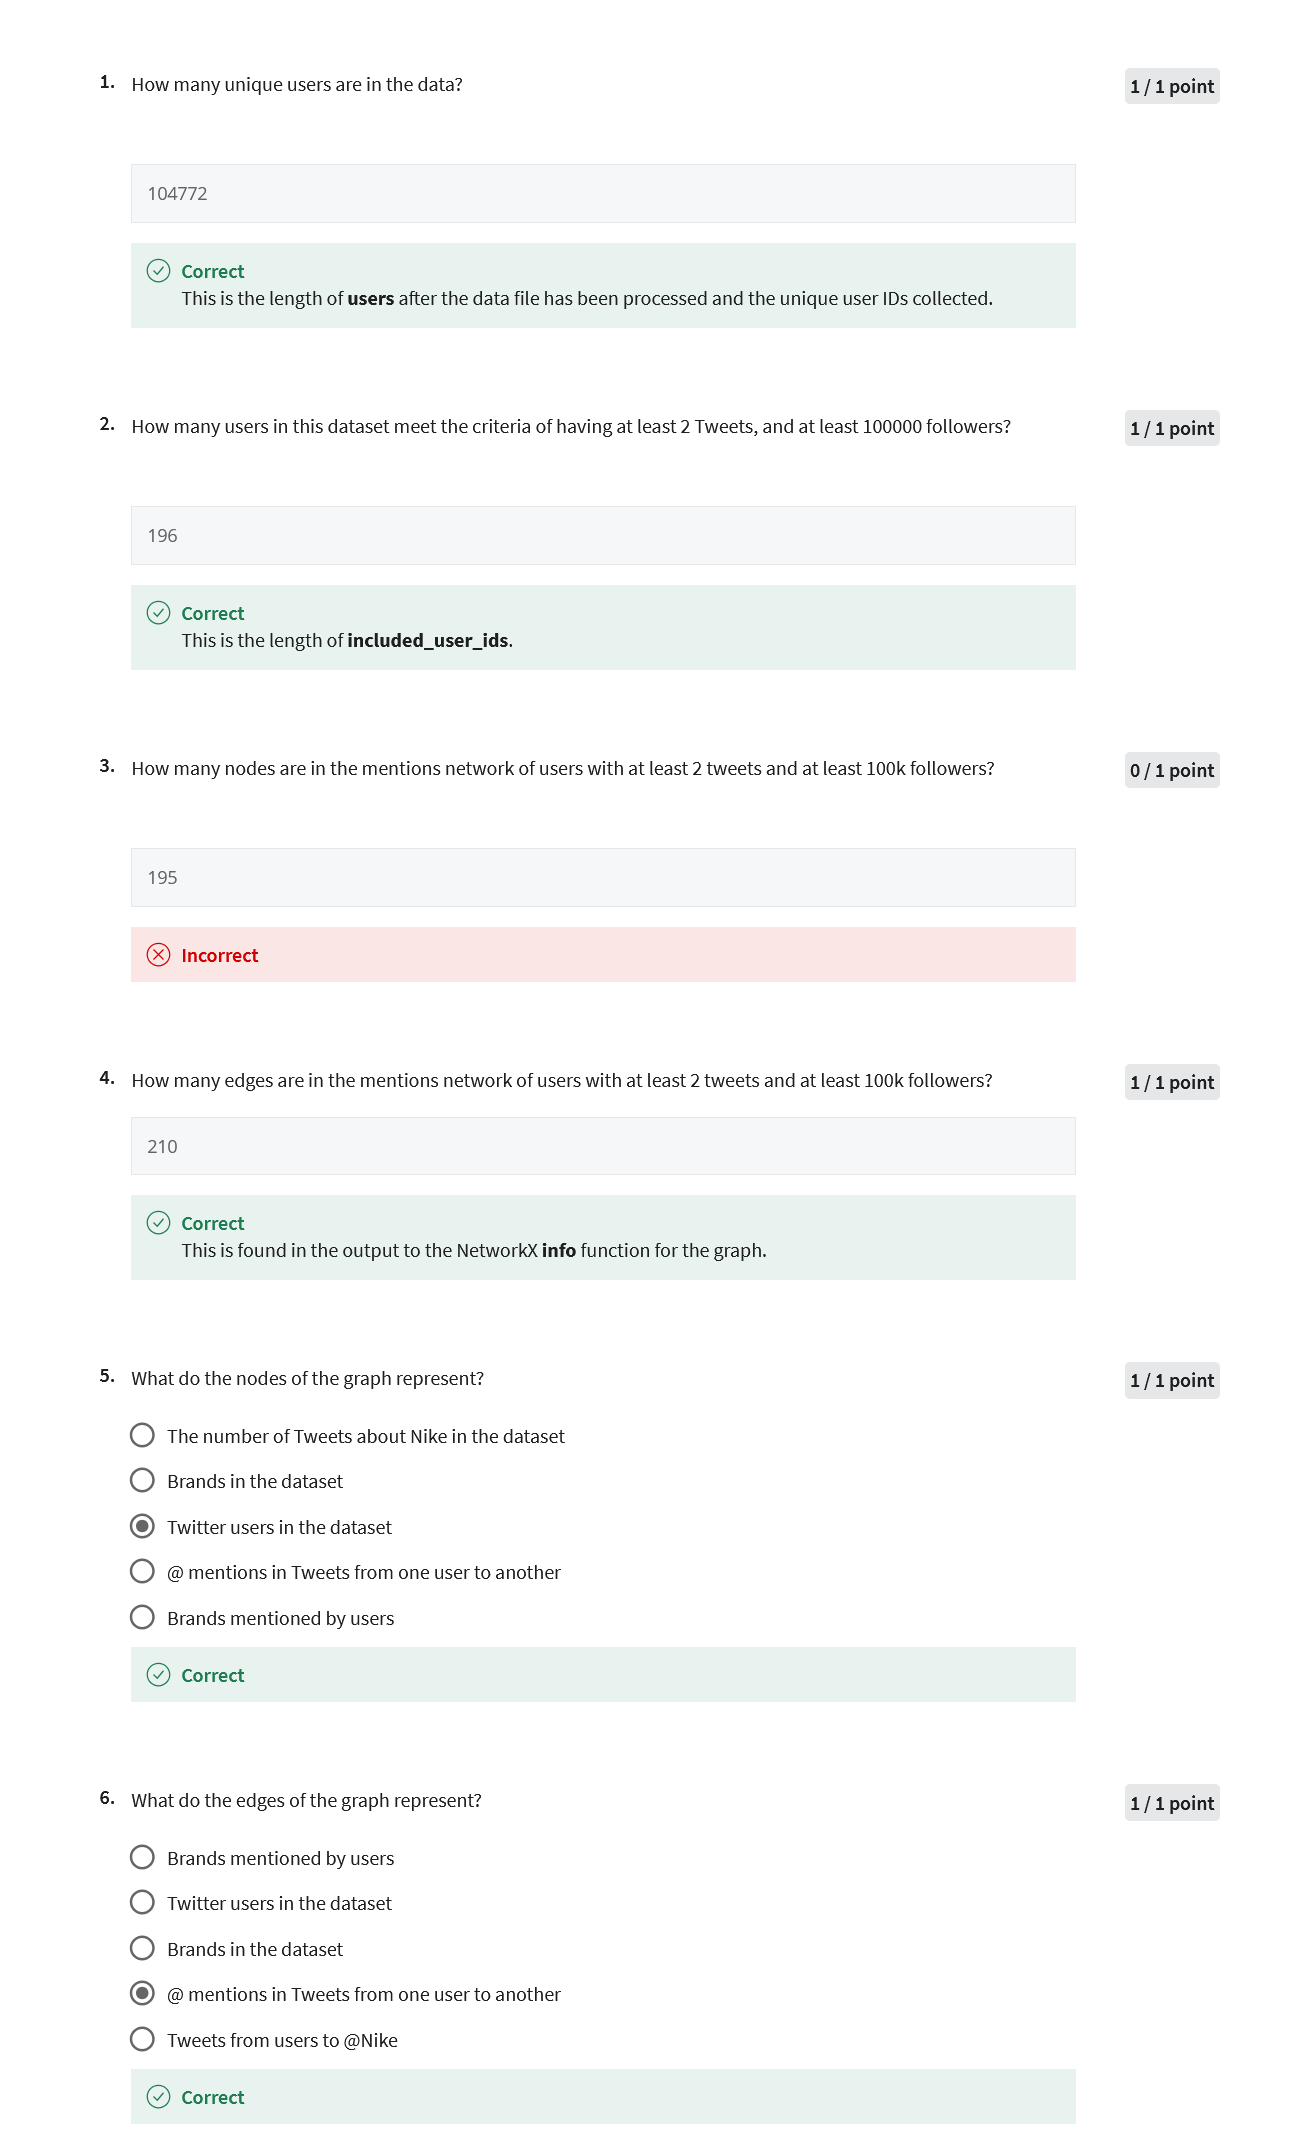 1. How many unique users are in the data?
1 / 1 point
104772
Correct
This is the length of users after the data file has been processed and the unique user IDs collected.
2. How many users in this dataset meet the criteria of having at least 2 Tweets, and at least 100000 followers?
1 / 1 point
196
Correct
This is the length of included_user_ids.
3. How many nodes are in the mentions network of users with at least 2 tweets and at least 100k followers?
0 / 1 point
195
Incorrect
4. How many edges are in the mentions network of users with at least 2 tweets and at least 100k followers?
1 / 1 point
210
Correct
This is found in the output to the NetworkX info function for the graph.
5. What do the nodes of the graph represent?
1 / 1 point
The number of Tweets about Nike in the dataset
Brands in the dataset
Twitter users in the dataset
@ mentions in Tweets from one user to another
Brands mentioned by users
Correct
6. What do the edges of the graph represent?
1 / 1 point
Brands mentioned by users
Twitter users in the dataset
Brands in the dataset
@ mentions in Tweets from one user to another
Tweets from users to @Nike
Correct